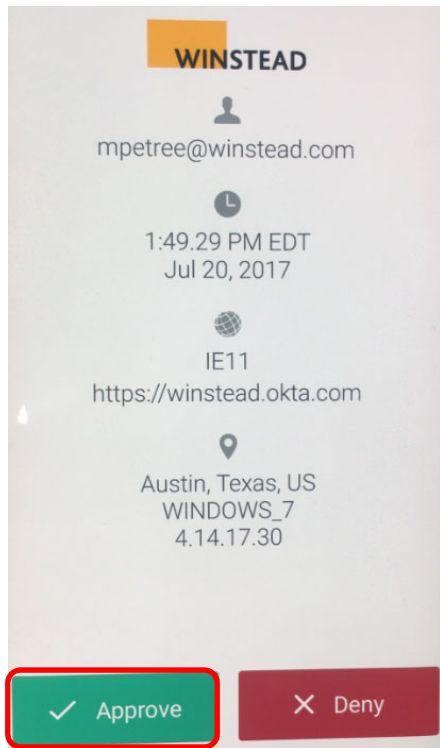 WINSTEAD
mpetree@winstead.com
1:49.29 PM EDT
Jul 20, 2017
IE11
https://winstead.okta.com
Austin, Texas, US
WINDOWS_7
4.14.17.30
Approve
Deny